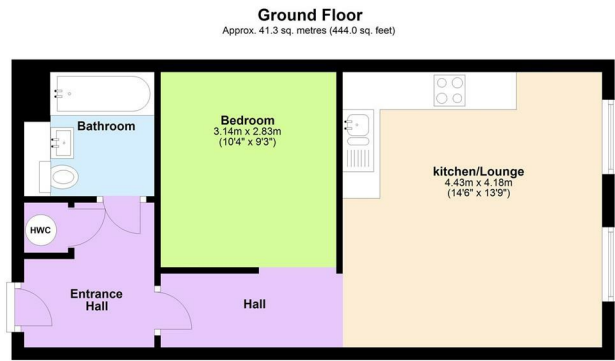 Ground Floor
Approx. 41.3 sq. metres (444.0 sq. feet)
Bathroom
Bedroom
3.14m x 2.83m
(10'4" x 9'3")
kitchen/Lounge
4.43m x 4.18m
(14'6" x 13'9")
HWC
Entrance
Hall
Hall